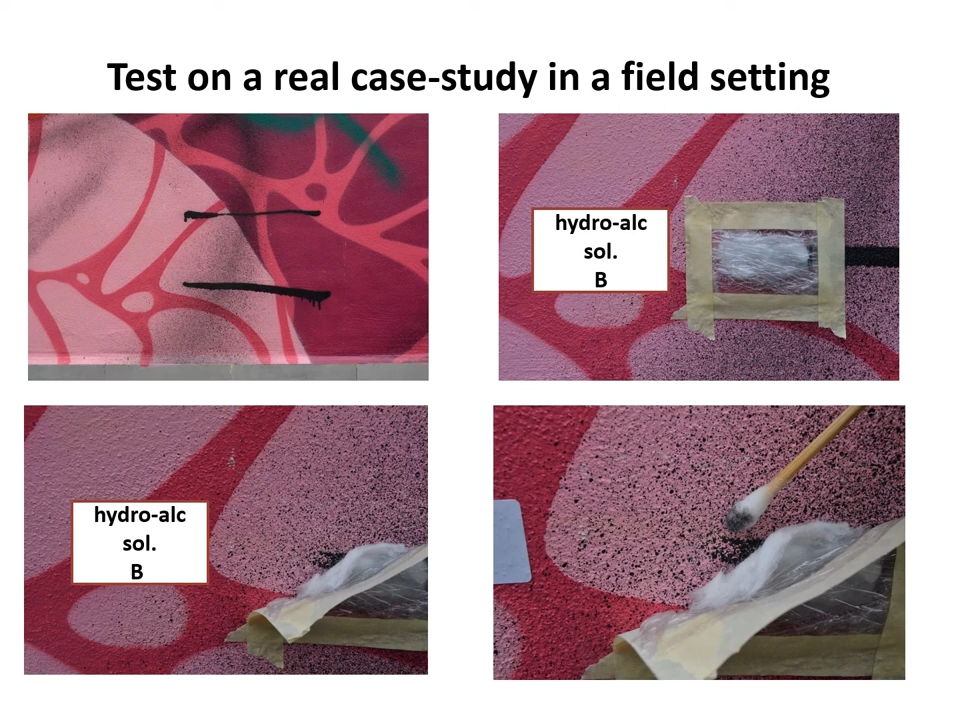 Test on a real case-study in a field setting
hydro-alc
sol.
B
hydro-alc
sol.
B